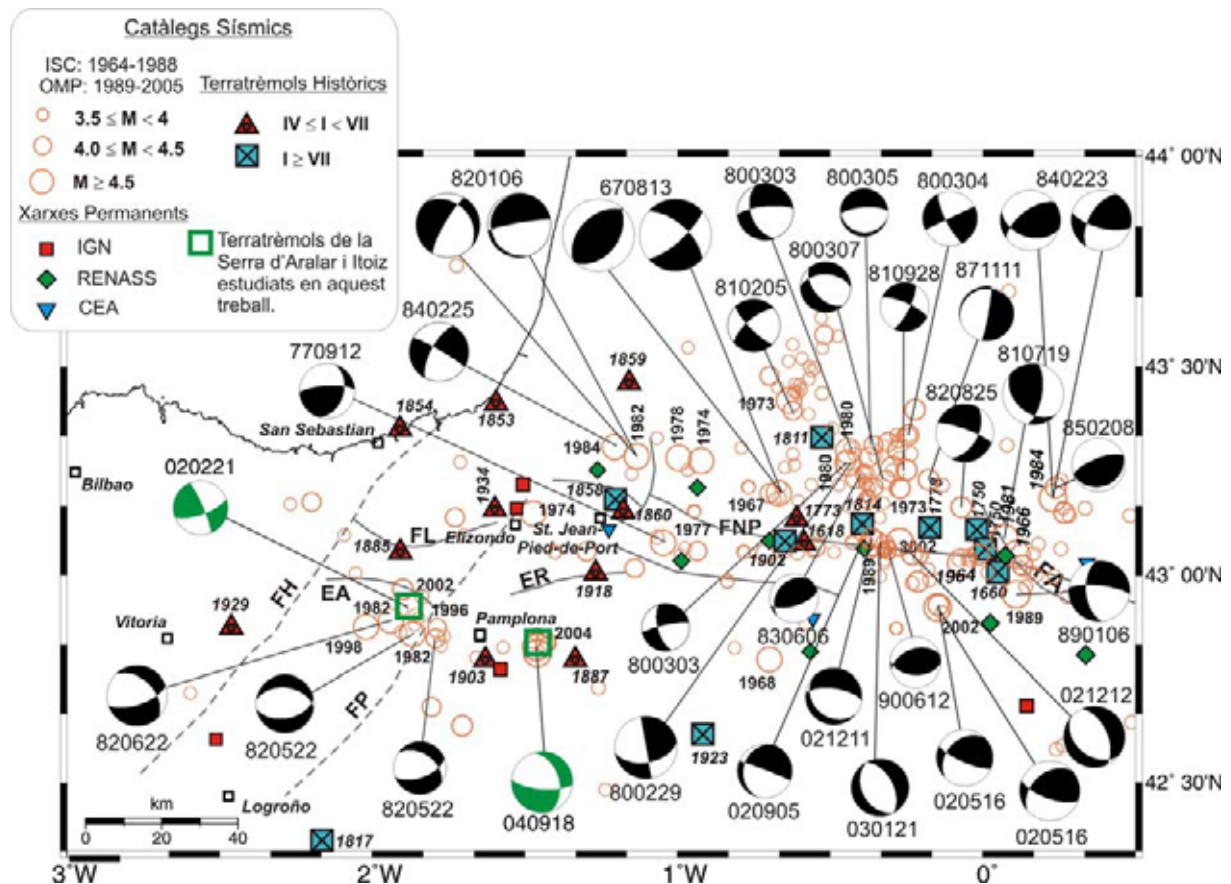 Catàlegs Sísmics
ISC: 1964-1988
OMP: 1989-2005
3.5 ≤ M < 4
4.0 ≤ M < 4.5
M ≥ 4.5
Terratrèmols Històrics
IV ≤ I < VII
I ≥ VII
Xarxes Permanents
IGN
RENASS
CEA
Terratrèmols de la
Serra d'Aralar i Itoiz
estudiats en aquest
treball.
44° 00'N
820106
670813
800303
800305
800304
840223
800307
810928
871111
840225
810205
810719
770912
1859
43° 30'N
1854
1853
1973
820825
1982
1978
1974
1980
1811
850208
San Sebastian
1984
1984
020221
Bilbao
1934
1858
1967
1980
1814
1773
1973
1778
1750
1981
1966
1860
1974
1977
FNP
1773
1618
FL
Elizondo
St. Jean-
Pied-de-Port
1885
1902
1989
2002
1964
1660
FA
43° 00'N
EA
2002
ER
1918
FH
1982
1996
1929
Vitoria
Pamplona
2004
1998
1982
1903
1887
830606
800303
1968
2002
1989
890106
900612
021212
FP
820622
820522
021211
1923
42° 30'N
820522
Logroño
040918
800229
020905
030121
020516
020516
km
0
20
40
1817
3°W
2°W
1°W
0°